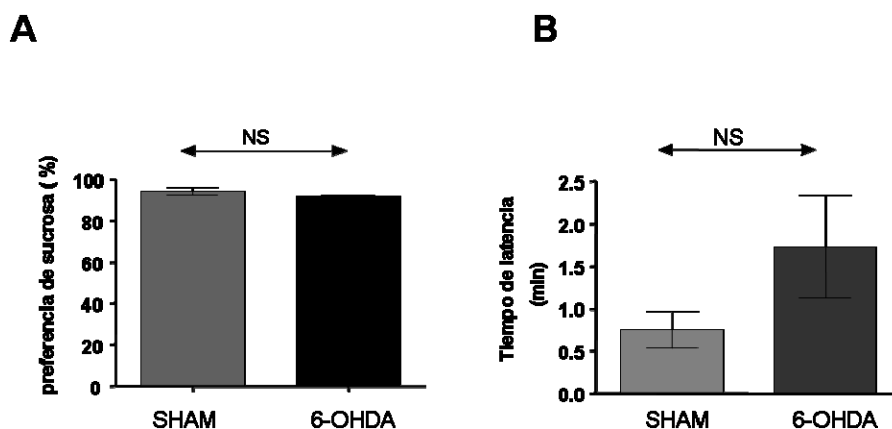 A
NS
preferencia de sucrosa ( %)
100
80
60
40
20
0
SHAM
6-OHDA
B
NS
Tiempo de latencia
(min)
2.5
2.0
1.5
1.0
0.5
0.0
SHAM
6-OHDA